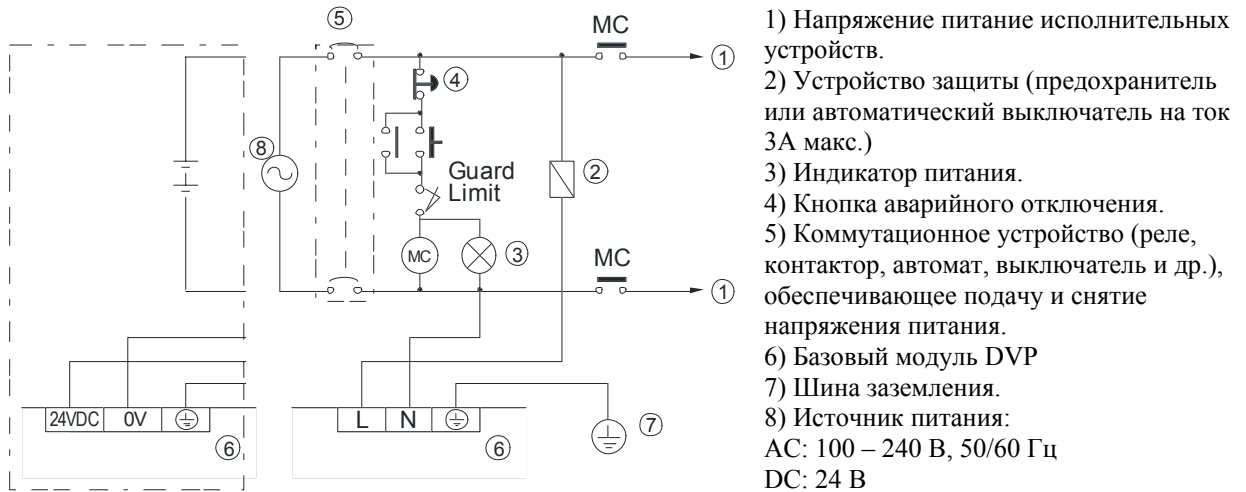 ⑤
MC
①
④
⑧
Guard
Limit
②
MC
③
MC
①
24VDC 0V
⑥
L N
⑥
⑦
1) Напряжение питание исполнительных
устройств.
2) Устройство защиты (предохранитель
или автоматический выключатель на ток
3А макс.)
3) Индикатор питания.
4) Кнопка аварийного отключения.
5) Коммутационное устройство (реле,
контактор, автомат, выключатель и др.),
обеспечивающее подачу и снятие
напряжения питания.
6) Базовый модуль DVP
7) Шина заземления.
8) Источник питания:
AC: 100 – 240 В, 50/60 Гц
DC: 24 В